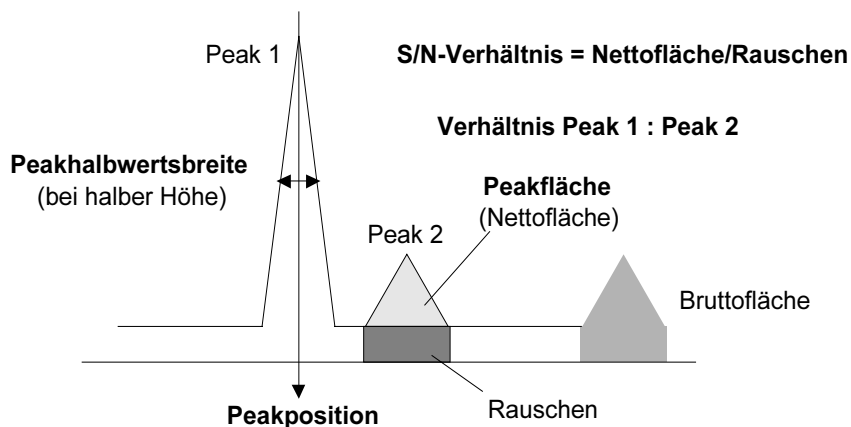 Peak 1
S/N-Verhältnis = Nettofläche/Rauschen
Verhältnis Peak 1 : Peak 2
Peakhalbwertsbreite
(bei halber Höhe)
Peakfläche
(Nettofläche)
Peak 2
Bruttofläche
Rauschen
Peakposition